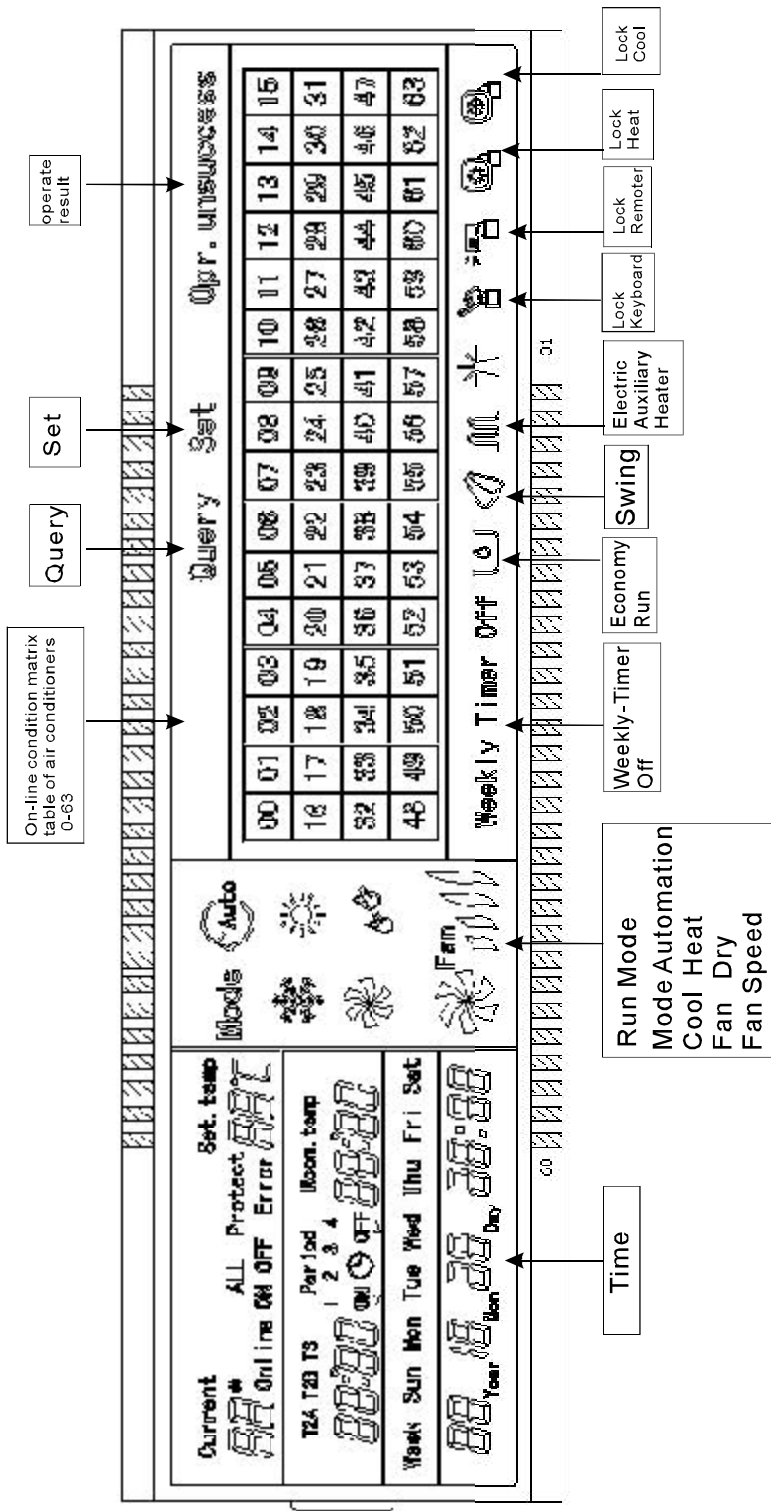 operate
result
Set
Query
On-line condition matrix
table of air conditioners
0-63
Current Set.temp
# ALL Protect
Online ON OFF Error
T2A T2B T3 Period Room.temp
1 2 3 4
ON OFF
Week Sun Mon Tue Wed Thu Fri Sat
Year Mon Day
Mode Auto
Fan
Query Set Opr. unsuccess
00 01 02 03 04 05 06 07 08 09 10 11 12 13 14 15
16 17 18 19 20 21 22 23 24 25 26 27 28 29 30 31
32 33 34 35 36 37 38 39 40 41 42 43 44 45 46 47
48 49 50 51 52 53 54 55 56 57 58 59 60 61 62 63
Weekly Timer Off
Time
Run Mode
Mode Automation
Cool Heat
Fan Dry
Fan Speed
Weekly-Timer
Off
Economy
Run
Swing
Electric
Auxiliary
Heater
Lock
Keyboard
Lock
Remoter
Lock
Heat
Lock
Cool